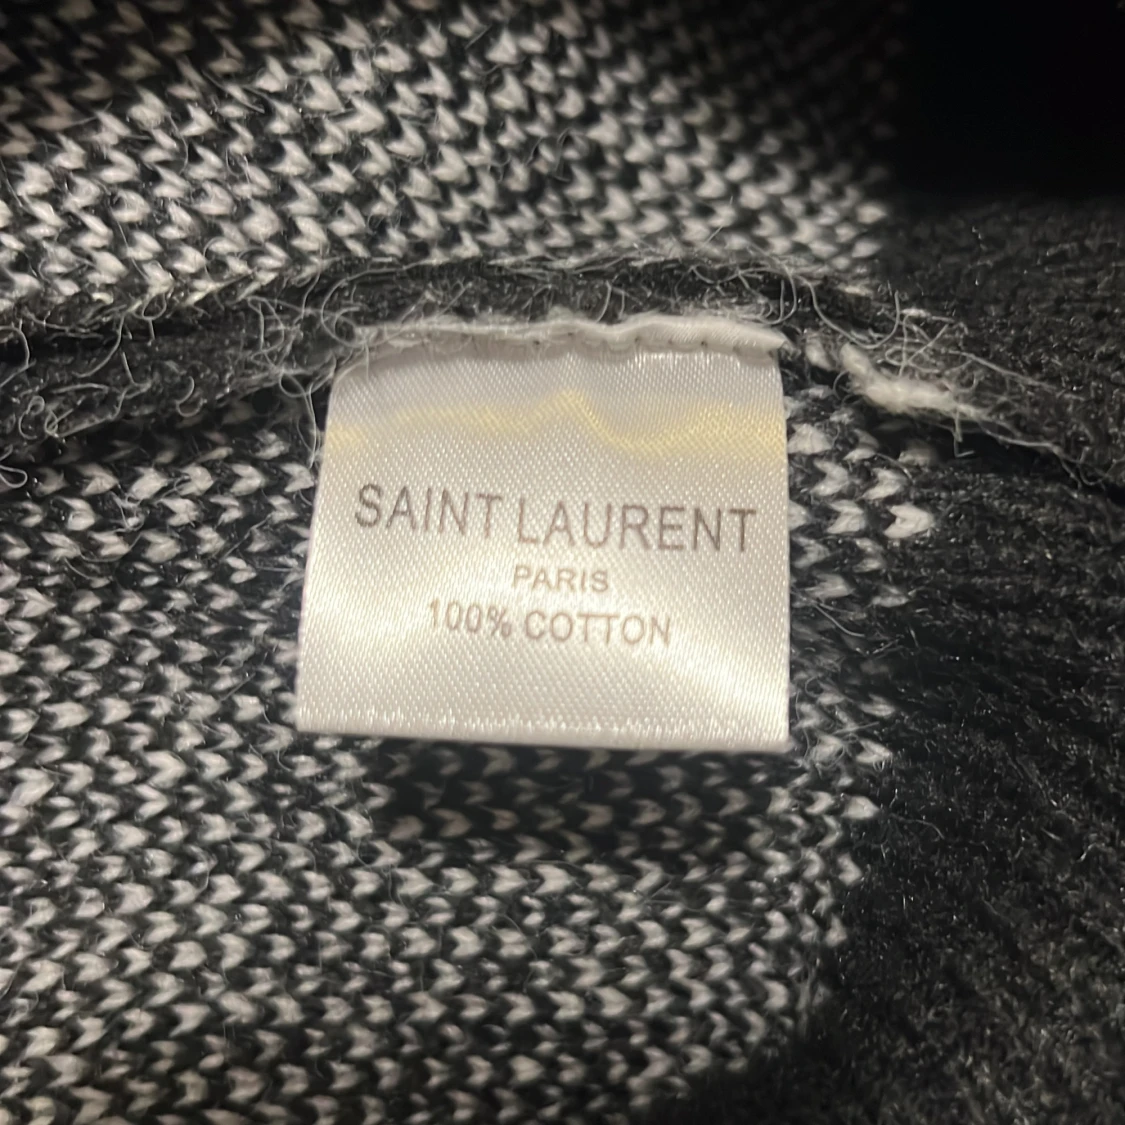 SAINT LAURENT
PARIS
100% COTTON